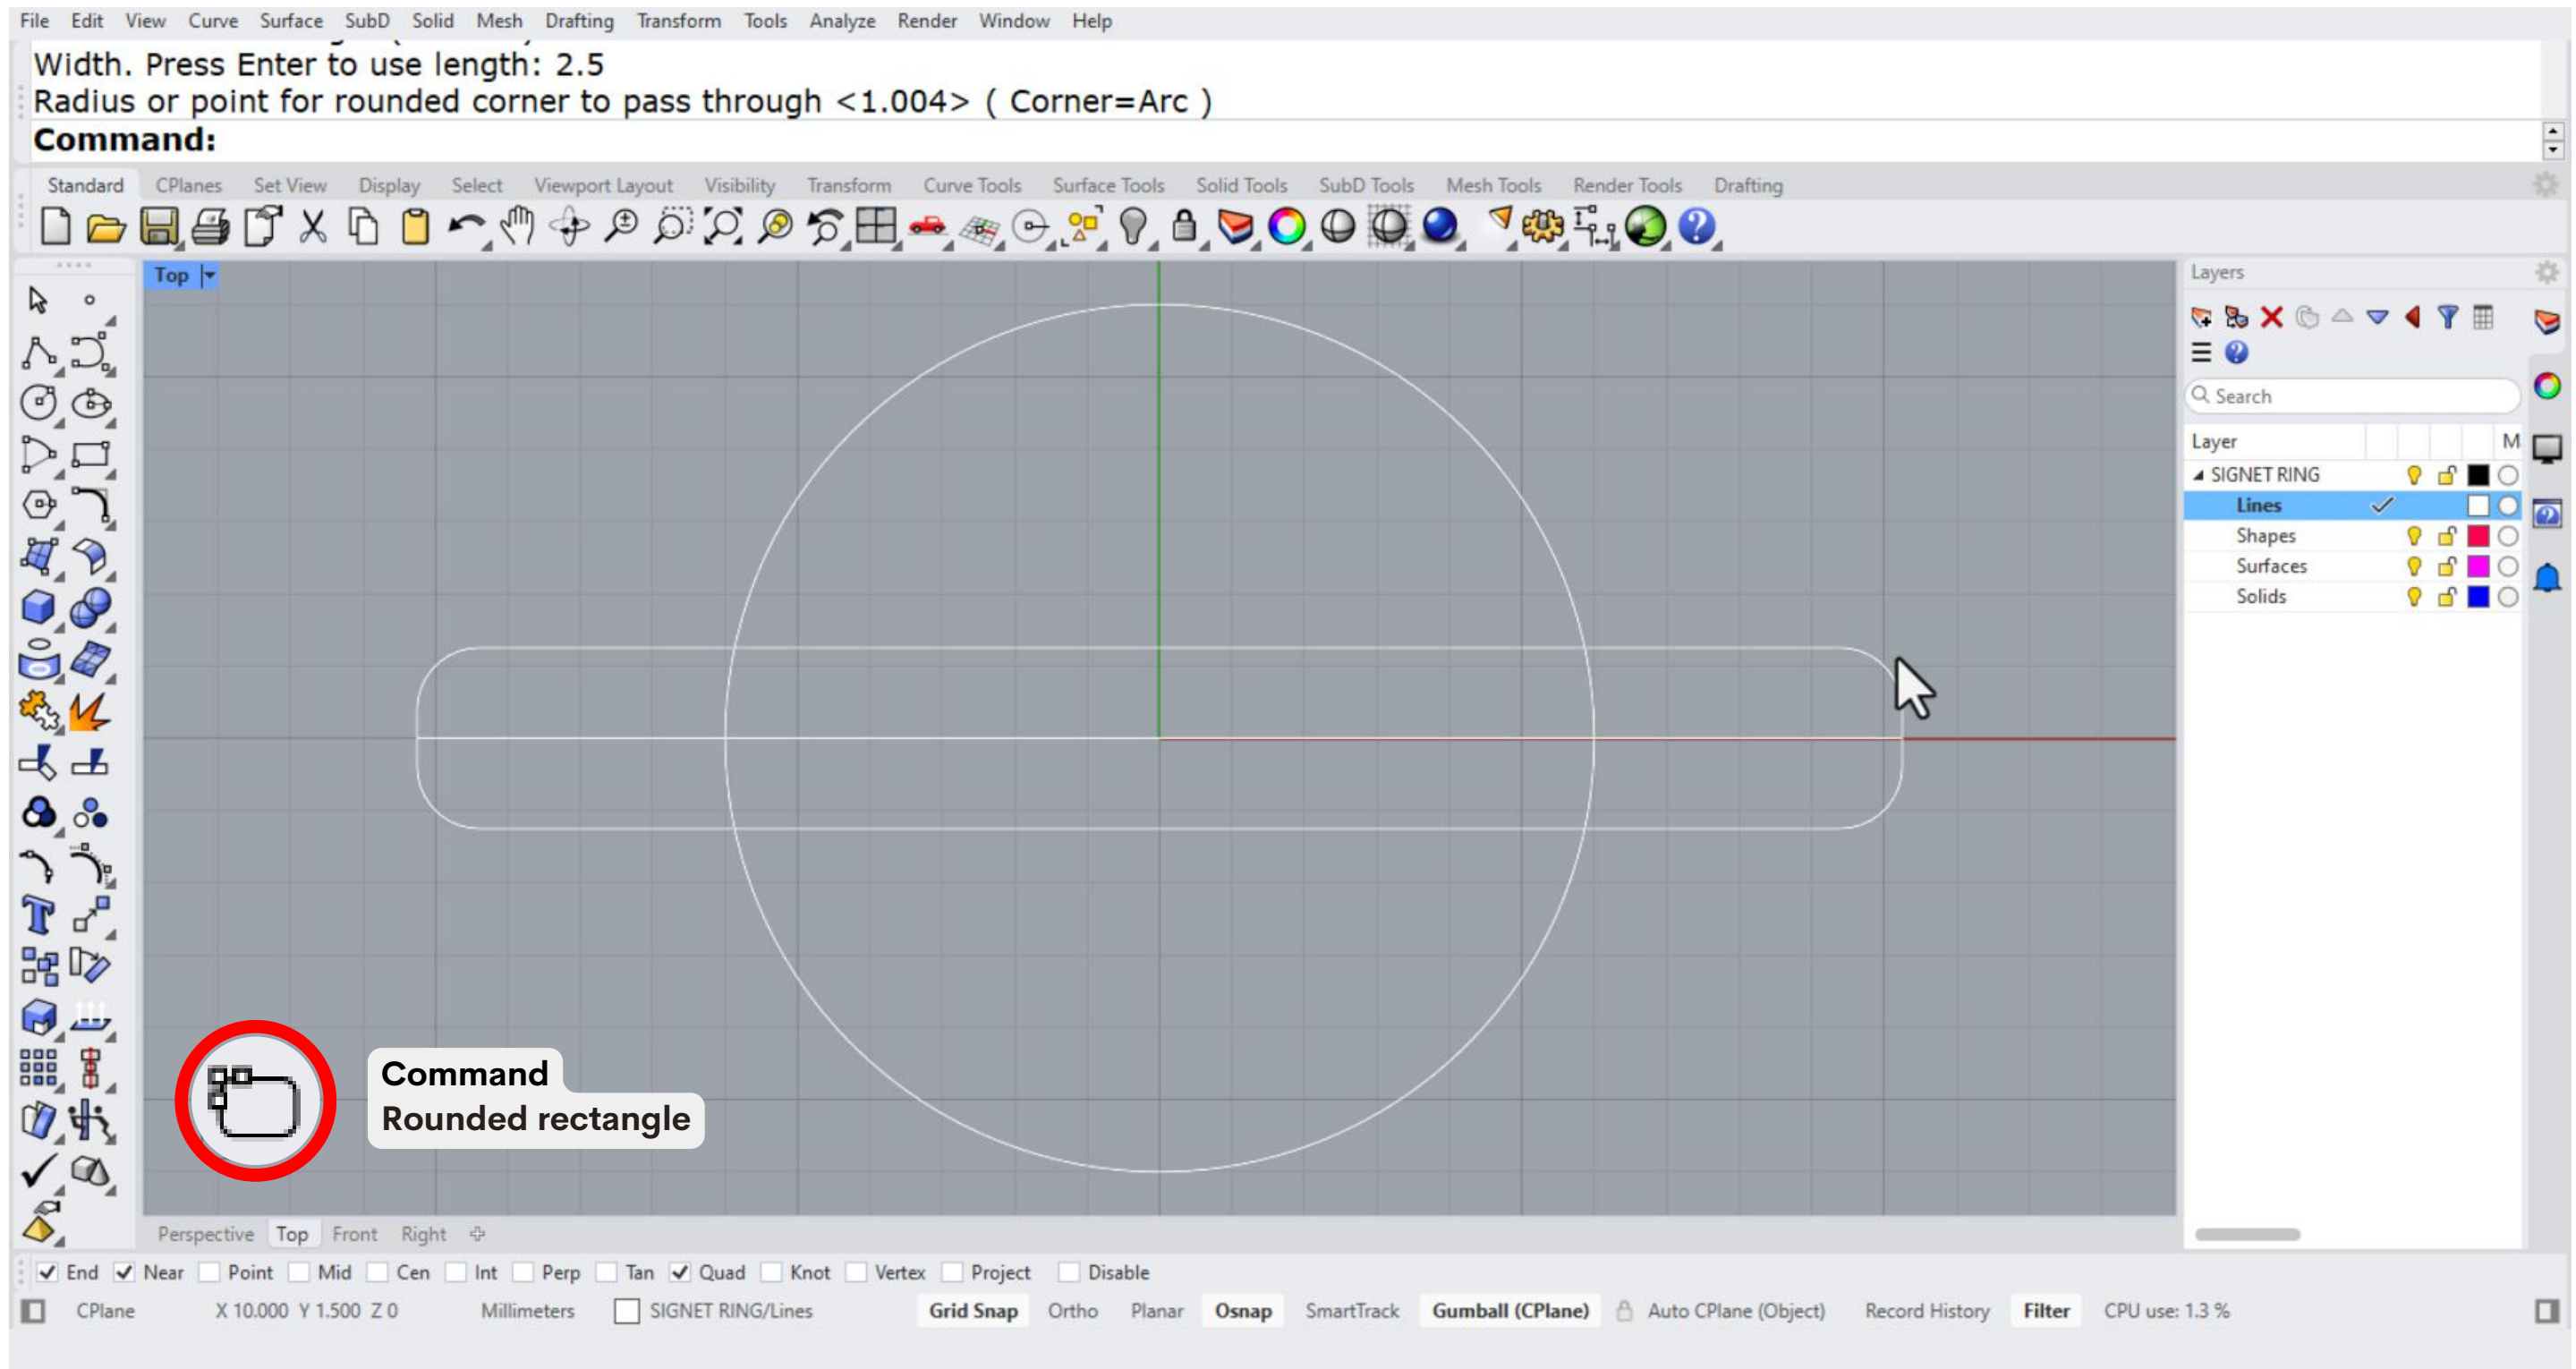 File Edit View Curve Surface SubD Solid Mesh Drafting Transform Tools Analyze Render Window Help
Width. Press Enter to use length: 2.5
Radius or point for rounded corner to pass through <1.004> ( Corner=Arc )
Command:
Standard CPlanes Set View Display Select Viewport Layout Visibility Transform Curve Tools Surface Tools Solid Tools SubD Tools Mesh Tools Render Tools Drafting
Top
Layers
Search
Layer M
SIGNET RING
Lines
Shapes
Surfaces
Solids
Command
Rounded rectangle
Perspective Top Front Right
End Near Point Mid Cen Int Perp Tan Quad Knot Vertex Project Disable
CPlane X 10.000 Y 1.500 Z 0 Millimeters SIGNET RING/Lines Grid Snap Ortho Planar Osnap SmartTrack Gumball (CPlane) Auto CPlane (Object) Record History Filter CPU use: 1.3 %